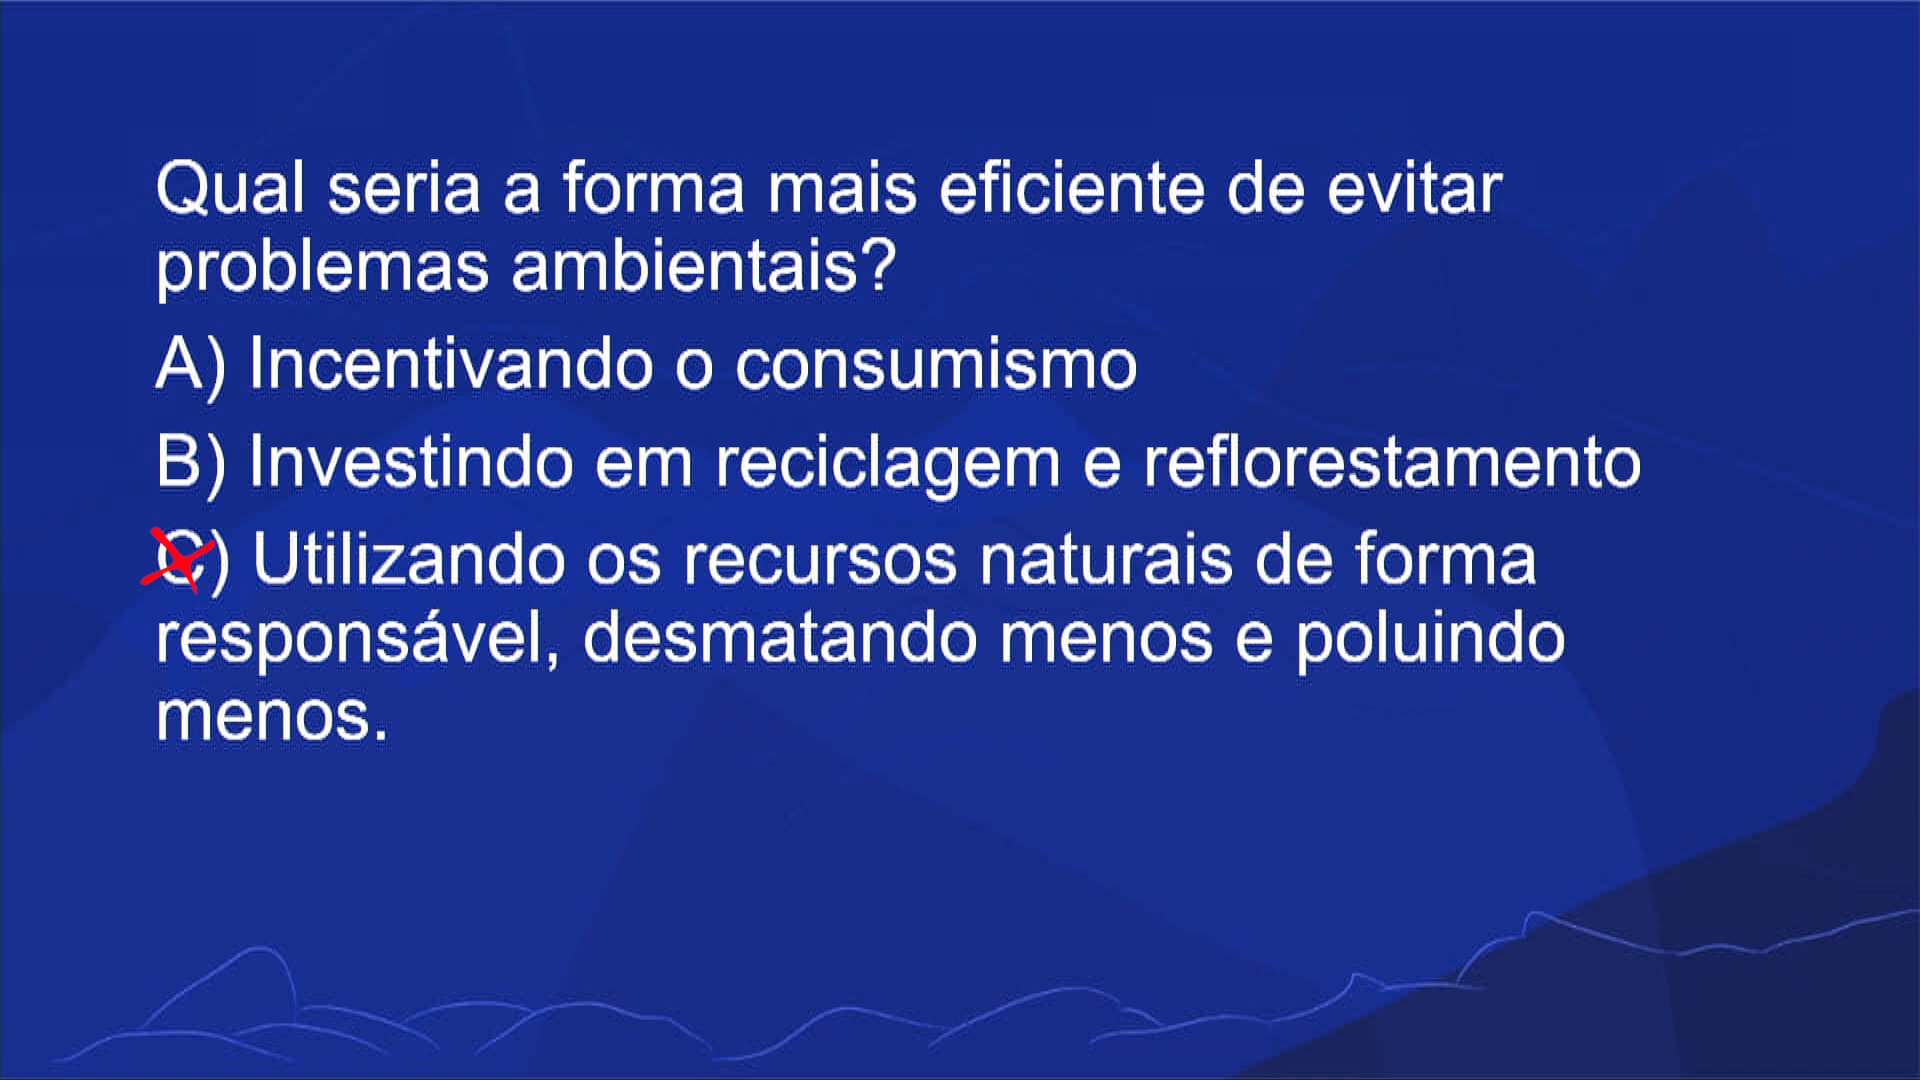 Qual seria a forma mais eficiente de evitar
problemas ambientais?
A) Incentivando o consumismo
B) Investindo em reciclagem e reflorestamento
C) Utilizando os recursos naturais de forma
responsável, desmatando menos e poluindo
menos.